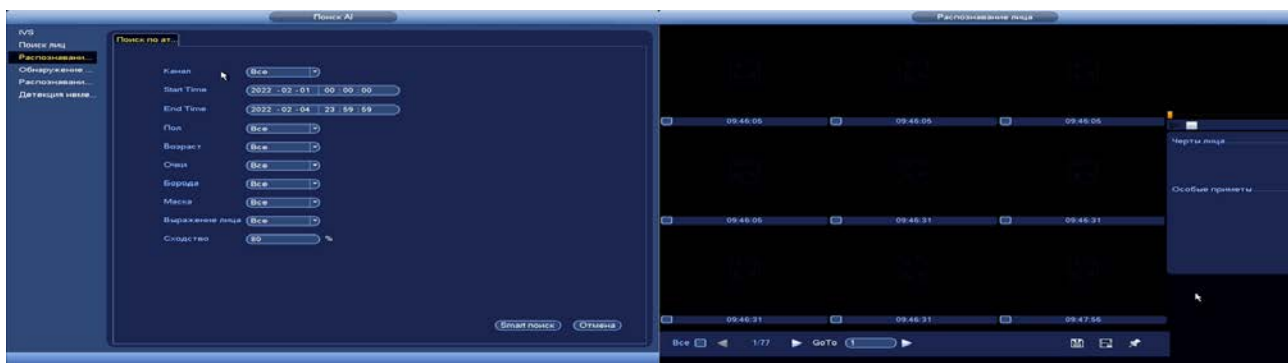 Поиск AI
IVS
Поиск лиц
Распознавани...
Обнаружение ...
Распознавани...
Детекция наме...
Поиск по ат...
Канал Все
Start Time 2022 - 02 - 01 00 : 00 : 00
End Time 2022 - 02 - 04 23 : 59 : 59
Пол Все
Возраст Все
Очки Все
Борода Все
Маска Все
Выражение лица Все
Сходство 80 %
Smart поиск Отмена
Распознавание лица
09:46:05 09:46:05 09:46:05
09:46:05 09:46:31 09:46:31
09:46:31 09:46:31 09:47:56
Черты лица
Особые приметы
Все 1/77 GoTo 1